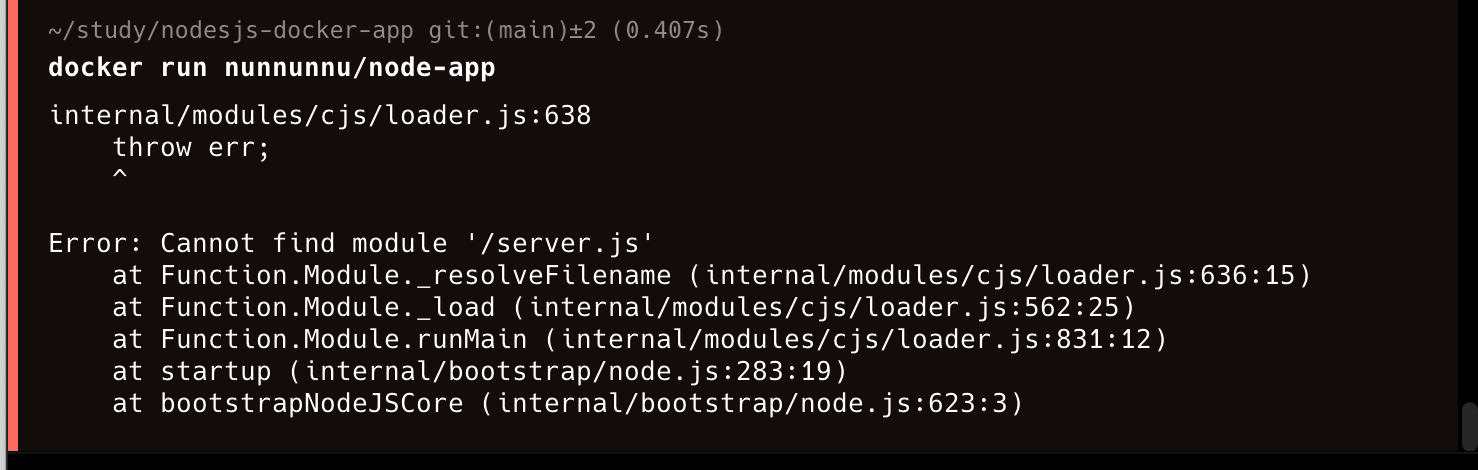 ~/study/nodesjs-docker-app git:(main)±2 (0.407s)
docker run nunnunnu/node-app
internal/modules/cjs/loader.js:638
    throw err;
    ^
Error: Cannot find module '/server.js'
    at Function.Module._resolveFilename (internal/modules/cjs/loader.js:636:15)
    at Function.Module._load (internal/modules/cjs/loader.js:562:25)
    at Function.Module.runMain (internal/modules/cjs/loader.js:831:12)
    at startup (internal/bootstrap/node.js:283:19)
    at bootstrapNodeJSCore (internal/bootstrap/node.js:623:3)